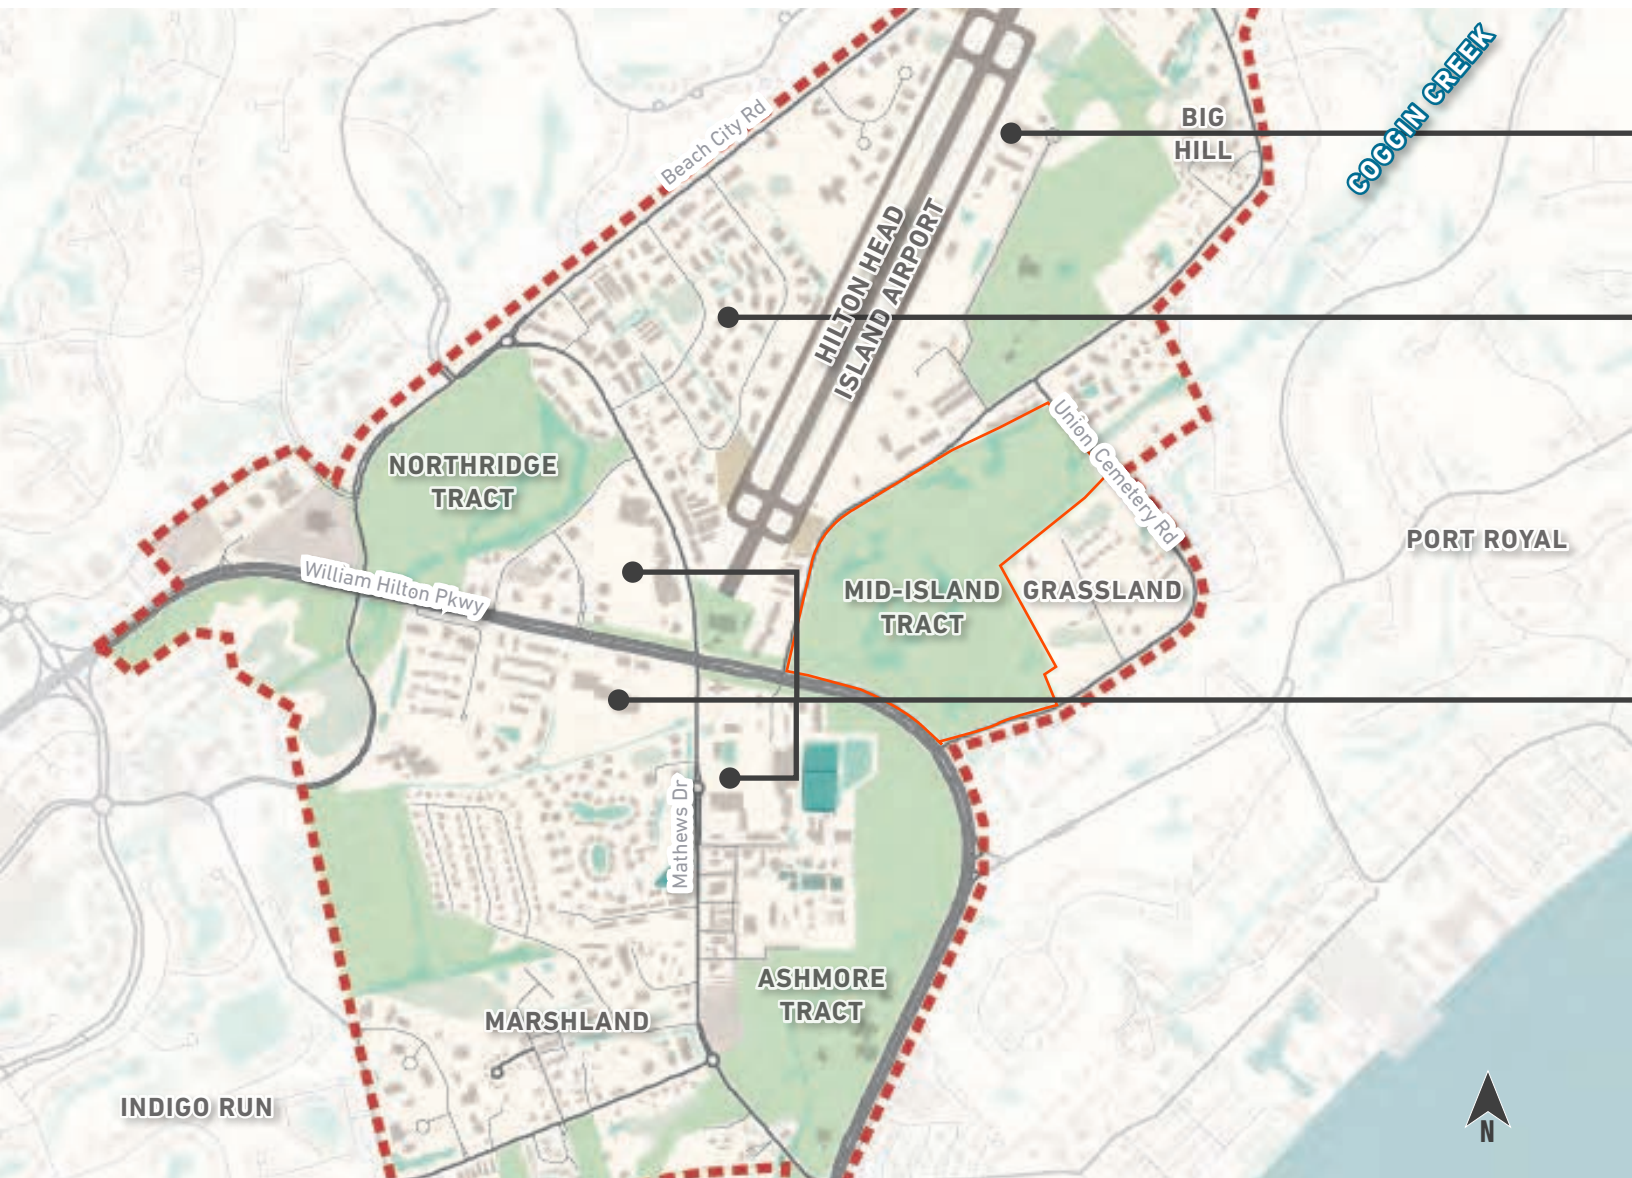 COGGIN CREEK
BIG
HILL
Beach City Rd
HILTON HEAD
ISLAND AIRPORT
NORTHRIDGE
TRACT
Union Cemetery Rd
PORT ROYAL
William Hilton Pkwy
MID-ISLAND
TRACT
GRASSLAND
Mathews Dr
ASHMORE
TRACT
MARSHLAND
INDIGO RUN
N